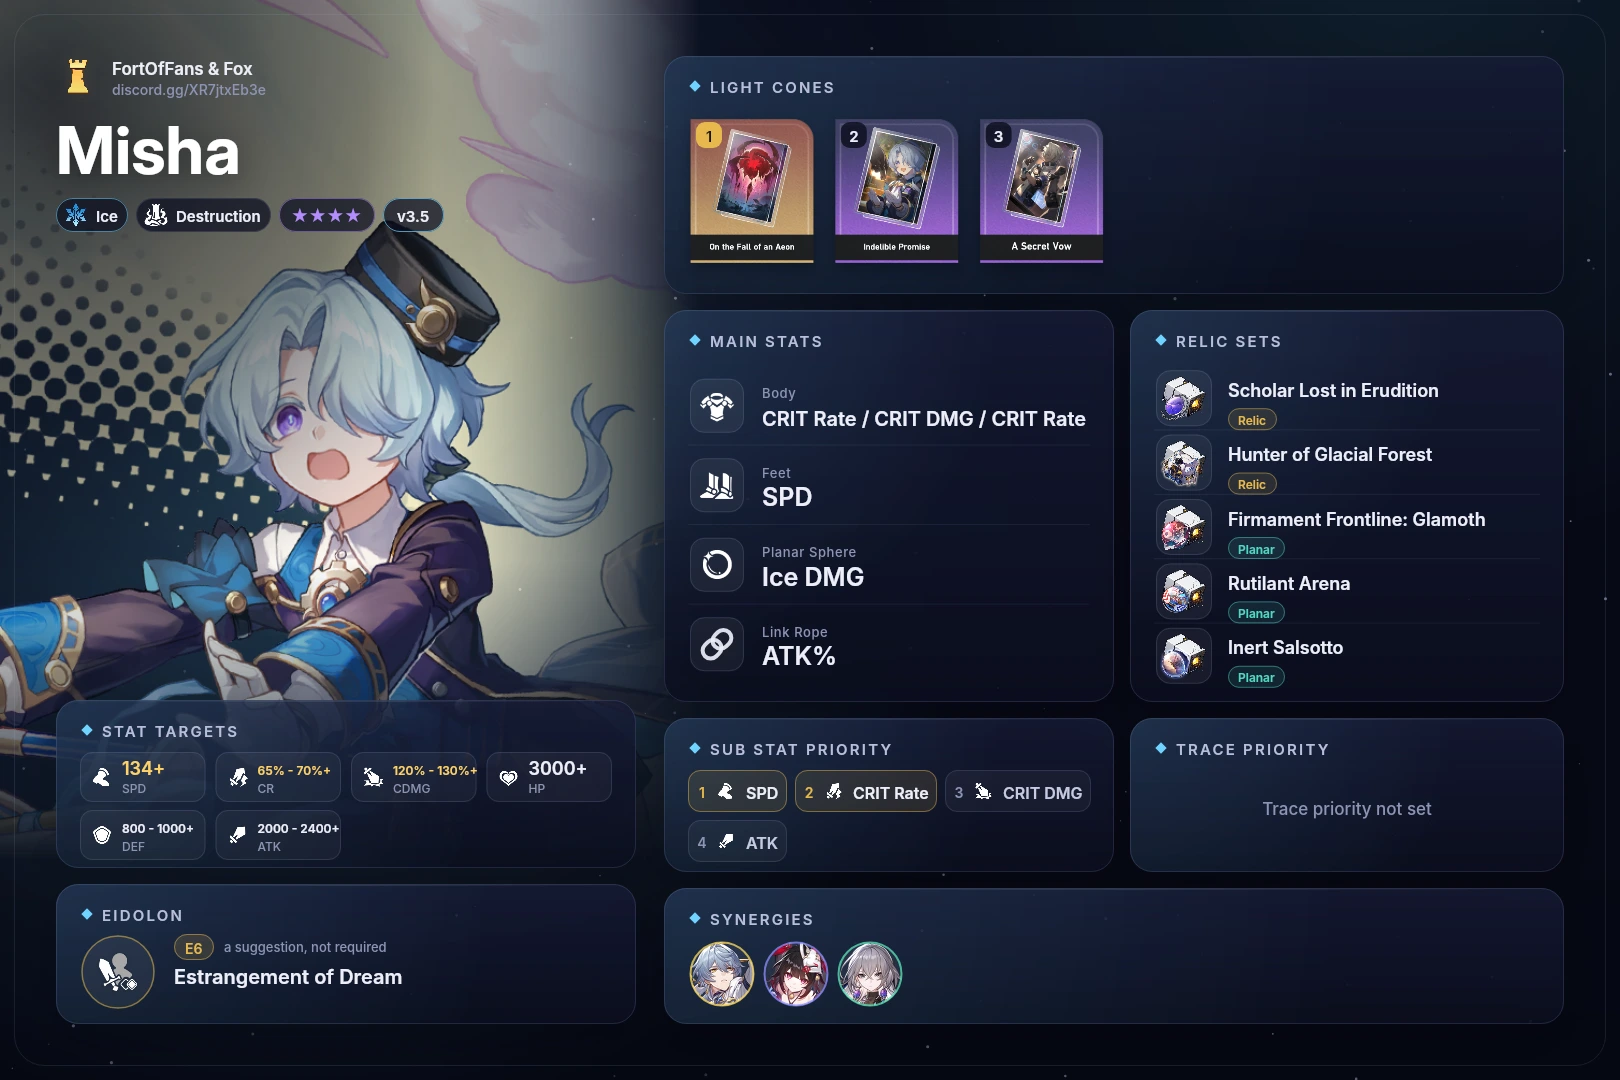 FortOfFans & Fox
discord.gg/XR7jtxEb3e
Misha
Ice
Destruction
★★★★
v3.5
LIGHT CONES
1
On the Fall of an Aeon
2
Indelible Promise
3
A Secret Vow
MAIN STATS
Body
CRIT Rate / CRIT DMG / CRIT Rate
Feet
SPD
Planar Sphere
Ice DMG
Link Rope
ATK%
RELIC SETS
Scholar Lost in Erudition
Relic
Hunter of Glacial Forest
Relic
Firmament Frontline: Glamoth
Planar
Rutilant Arena
Planar
Inert Salsotto
Planar
STAT TARGETS
134+
SPD
65% - 70%+
CR
120% - 130%+
CDMG
3000+
HP
800 - 1000+
DEF
2000 - 2400+
ATK
SUB STAT PRIORITY
1 SPD
2 CRIT Rate
3 CRIT DMG
4 ATK
TRACE PRIORITY
Trace priority not set
EIDOLON
E6 a suggestion, not required
Estrangement of Dream
SYNERGIES